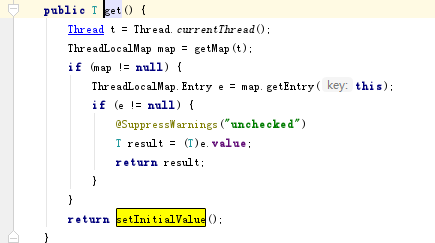 public T get() {
    Thread t = Thread.currentThread();
    ThreadLocalMap map = getMap(t);
    if (map != null) {
        ThreadLocalMap.Entry e = map.getEntry( key: this);
        if (e != null) {
            @SuppressWarnings("unchecked")
            T result = (T)e.value;
            return result;
        }
    }
    return setInitialValue();
}